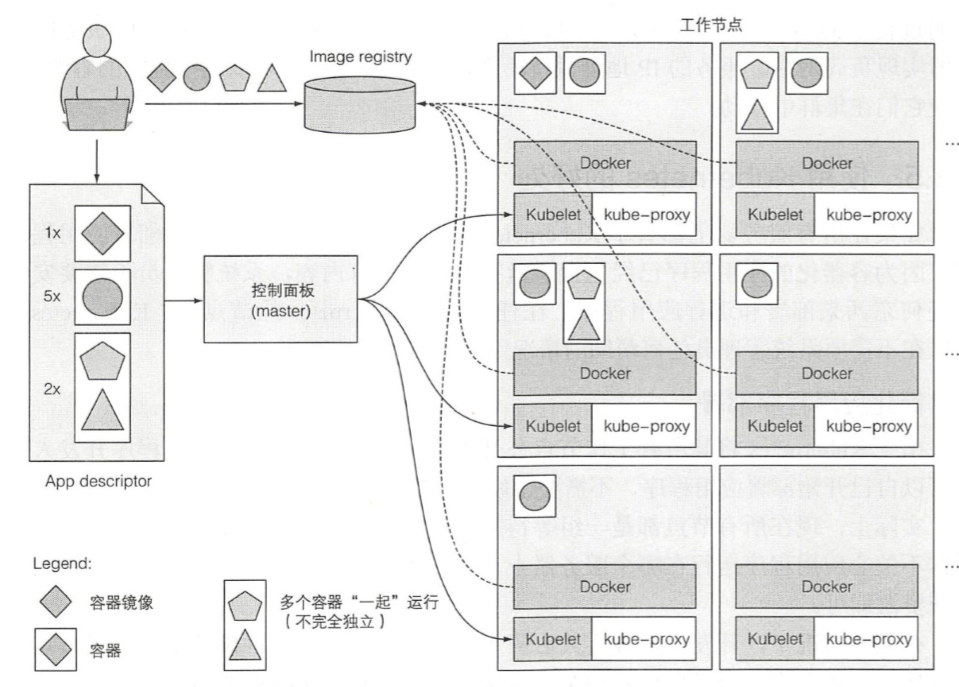 工作节点
Image registry
Docker
Kubelet
kube-proxy
Docker
Kubelet
kube-proxy
...
1x
5x
2x
App descriptor
控制面板
(master)
Docker
Kubelet
kube-proxy
Docker
Kubelet
kube-proxy
...
Docker
Kubelet
kube-proxy
Docker
Kubelet
kube-proxy
...
Legend:
容器镜像
容器
多个容器“一起”运行
(不完全独立)